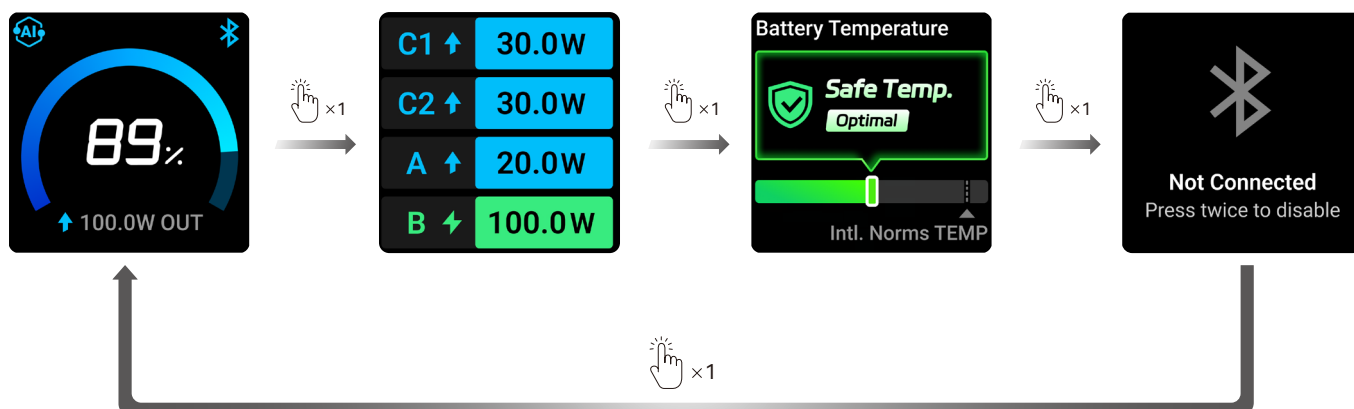 AI
89%
100.0W OUT
×1
C1 30.0W
C2 30.0W
A 20.0W
B 100.0W
×1
Battery Temperature
Safe Temp.
Optimal
Intl. Norms TEMP
×1
Not Connected
Press twice to disable
×1